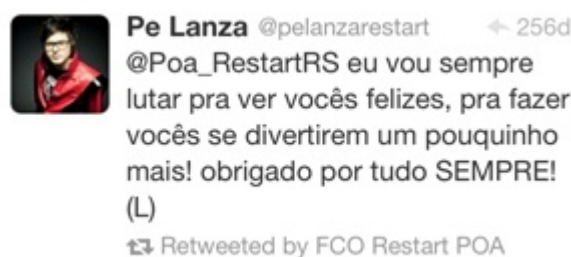 Pe Lanza @pelanzarestart 256d
@Poa_RestartRS eu vou sempre
lutar pra ver vocês felizes, pra fazer
vocês se divertirem um pouquinho
mais! obrigado por tudo SEMPRE!
(L)
Retweeted by FCO Restart POA